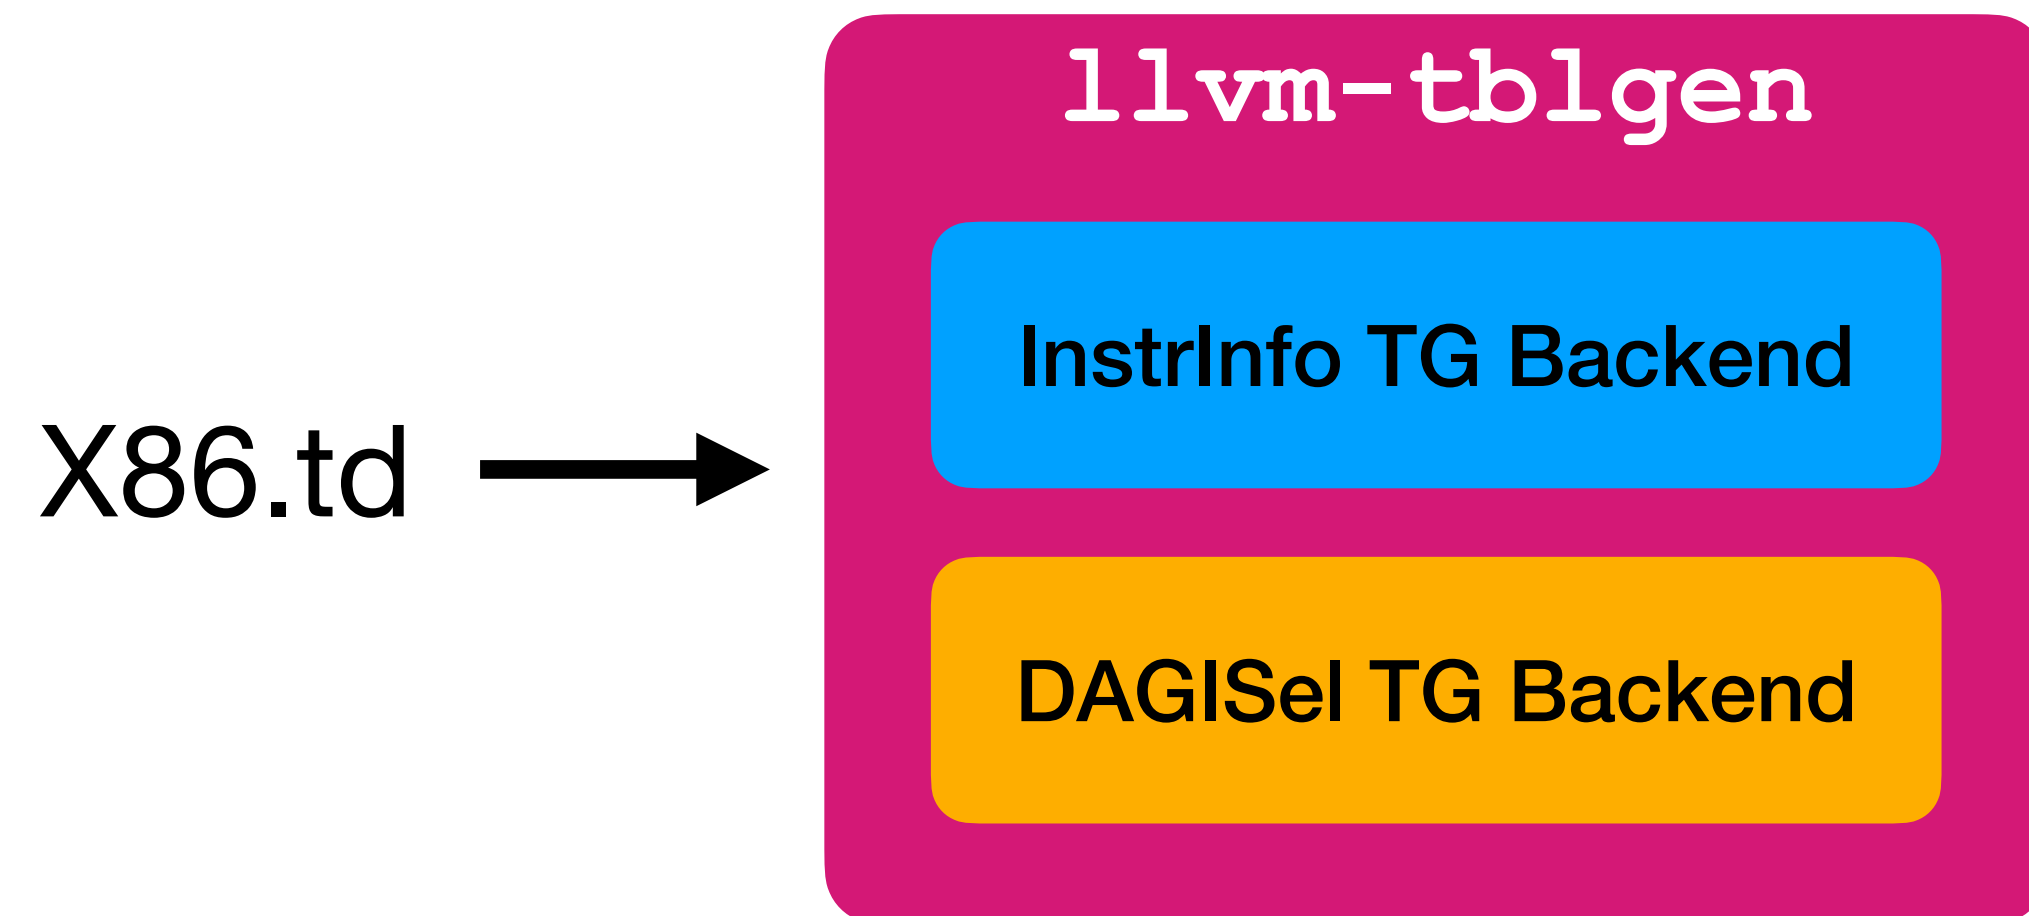 llvm-tblgen
InstrInfo TG Backend
X86.td
DAGISel TG Backend